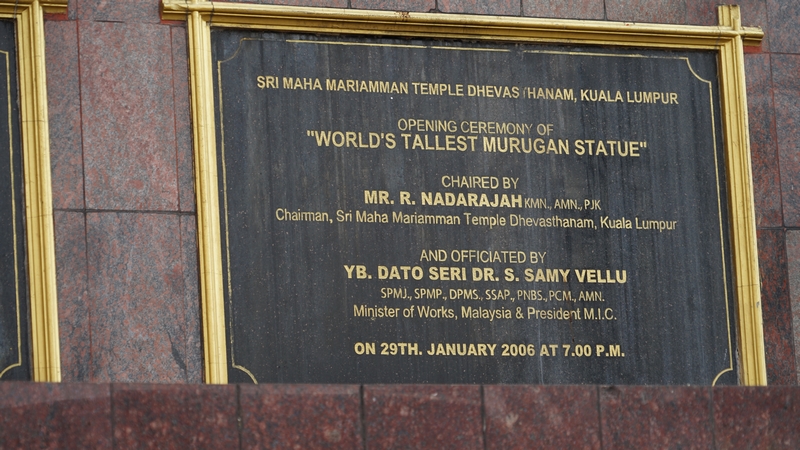 SRI MAHA MARIAMMAN TEMPLE DHEVAS HANAM, KUALA LUMPUR
OPENING CEREMONY OF
"WORLD'S TALLEST MURUGAN STATUE"
CHAIRED BY
MR. R. NADARAJAH KMN., AMN., PJK
Chairman, Sri Maha Mariamman Temple Dhevasthanam, Kuala Lumpur
AND OFFICIATED BY
YB. DATO SERI DR. S. SAMY VELLU
SPMJ., SPMP., DPMS., SSAP., PNBS., PCM., AMN.
Minister of Works, Malaysia & President M.I.C.
ON 29TH. JANUARY 2006 AT 7.00 P.M.